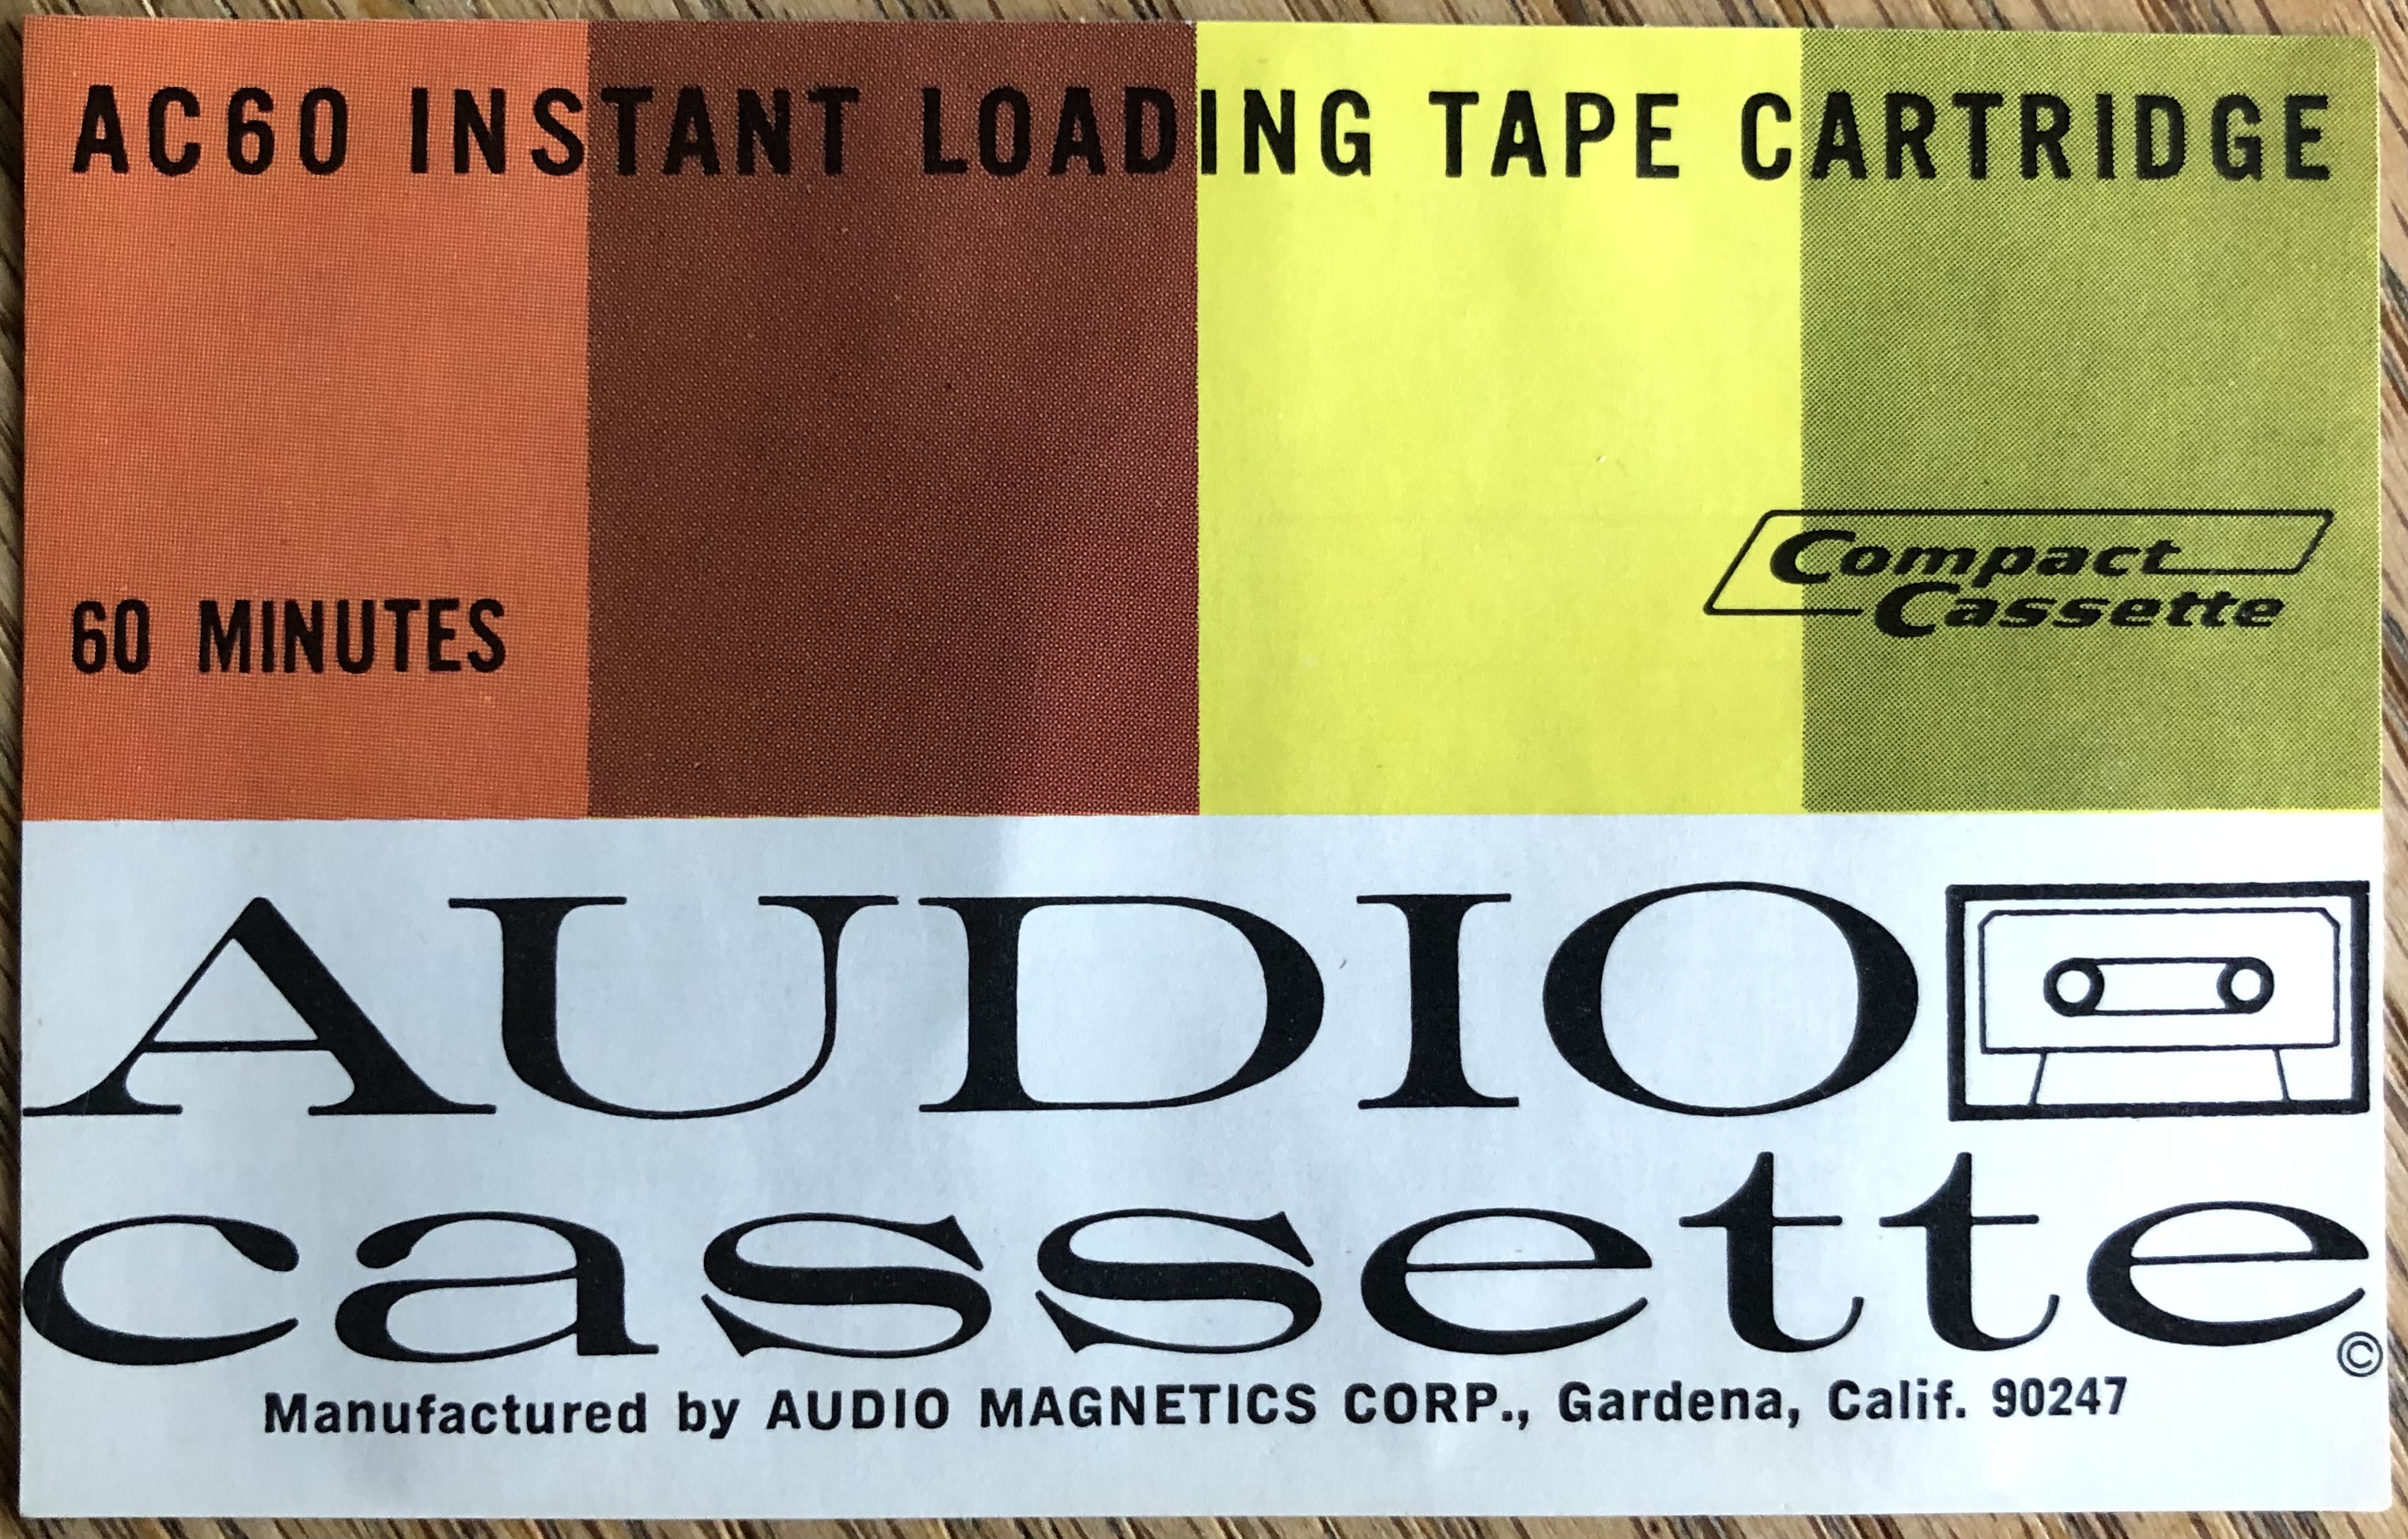 AC60 INSTANT LOADING TAPE CARTRIDGE
Compact
Cassette
60 MINUTES
AUDIO
cassette
©
Manufactured by AUDIO MAGNETICS CORP., Gardena, Calif. 90247